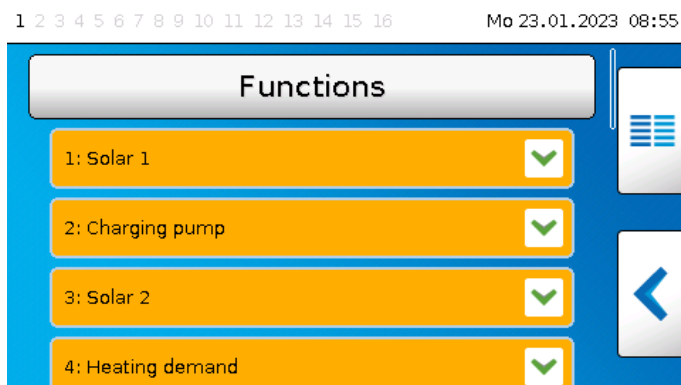 1 2 3 4 5 6 7 8 9 10 11 12 13 14 15 16 Mo 23.01.2023 08:55
Functions
1: Solar 1
2: Charging pump
3: Solar 2
4: Heating demand